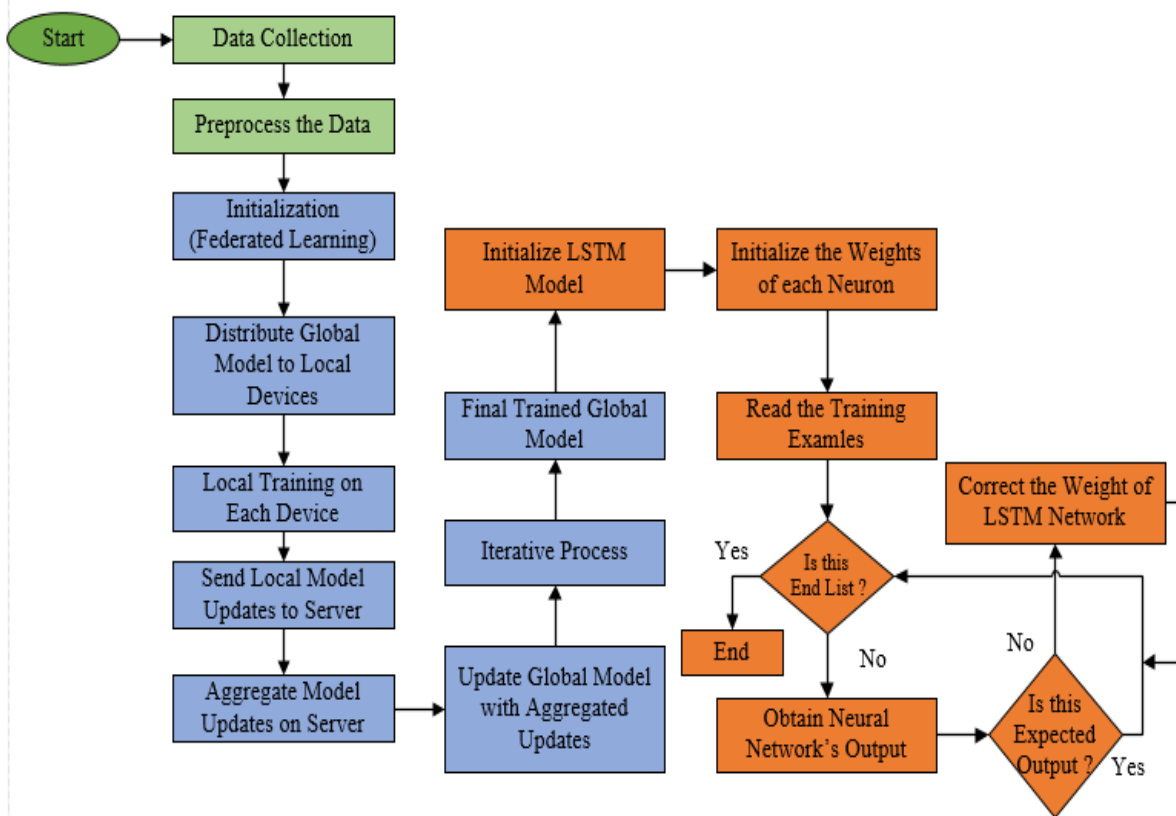 Start
Data Collection
Preprocess the Data
Initialization
(Federated Learning)
Distribute Global
Model to Local
Devices
Local Training on
Each Device
Send Local Model
Updates to Server
Aggregate Model
Updates on Server
Update Global Model
with Aggregated
Updates
Iterative Process
Final Trained Global
Model
Initialize LSTM
Model
Initialize the Weights
of each Neuron
Read the Training
Examles
Is this
End List ?
Yes
End
No
Obtain Neural
Network's Output
Is this
Expected
Output ?
No
Yes
Correct the Weight of
LSTM Network